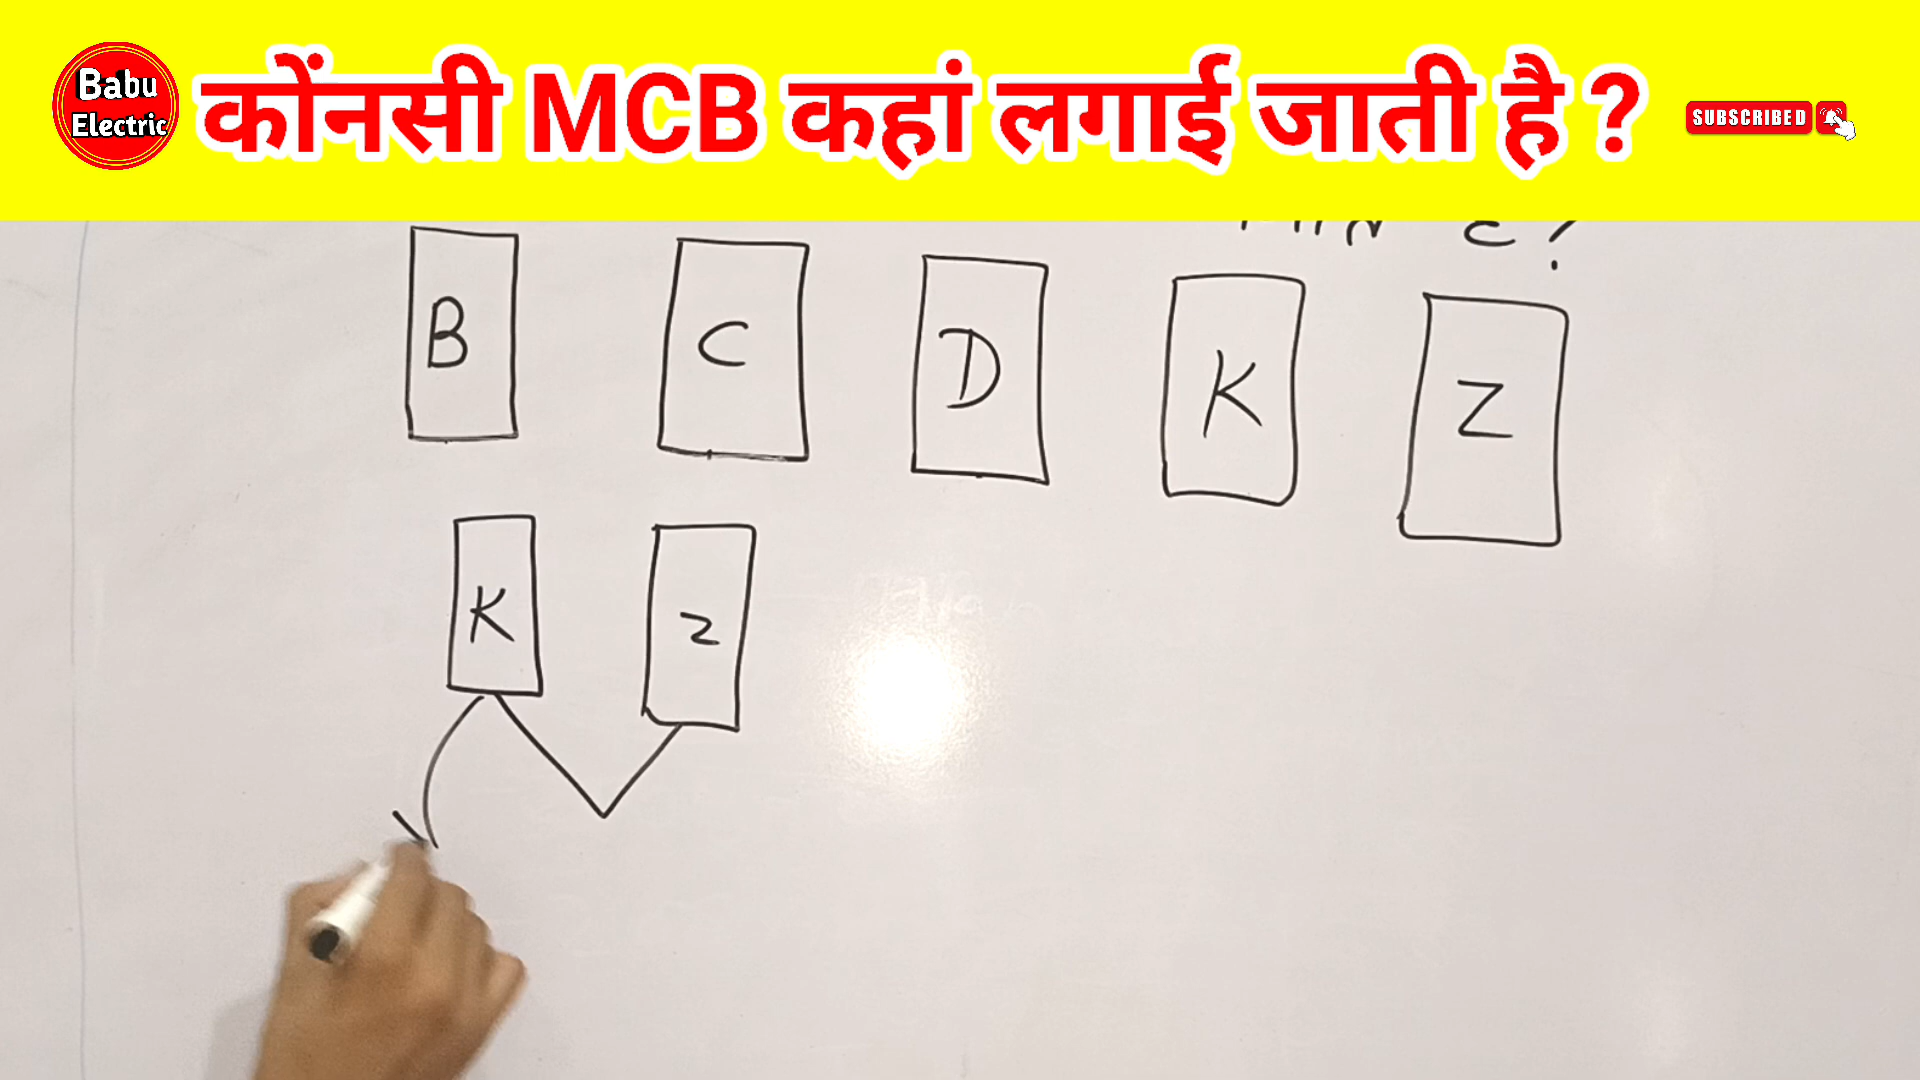 Babu
Electric
कोंनसी MCB कहां लगाई जाती है ?
SUBSCRIBED
B C D K Z
K Z